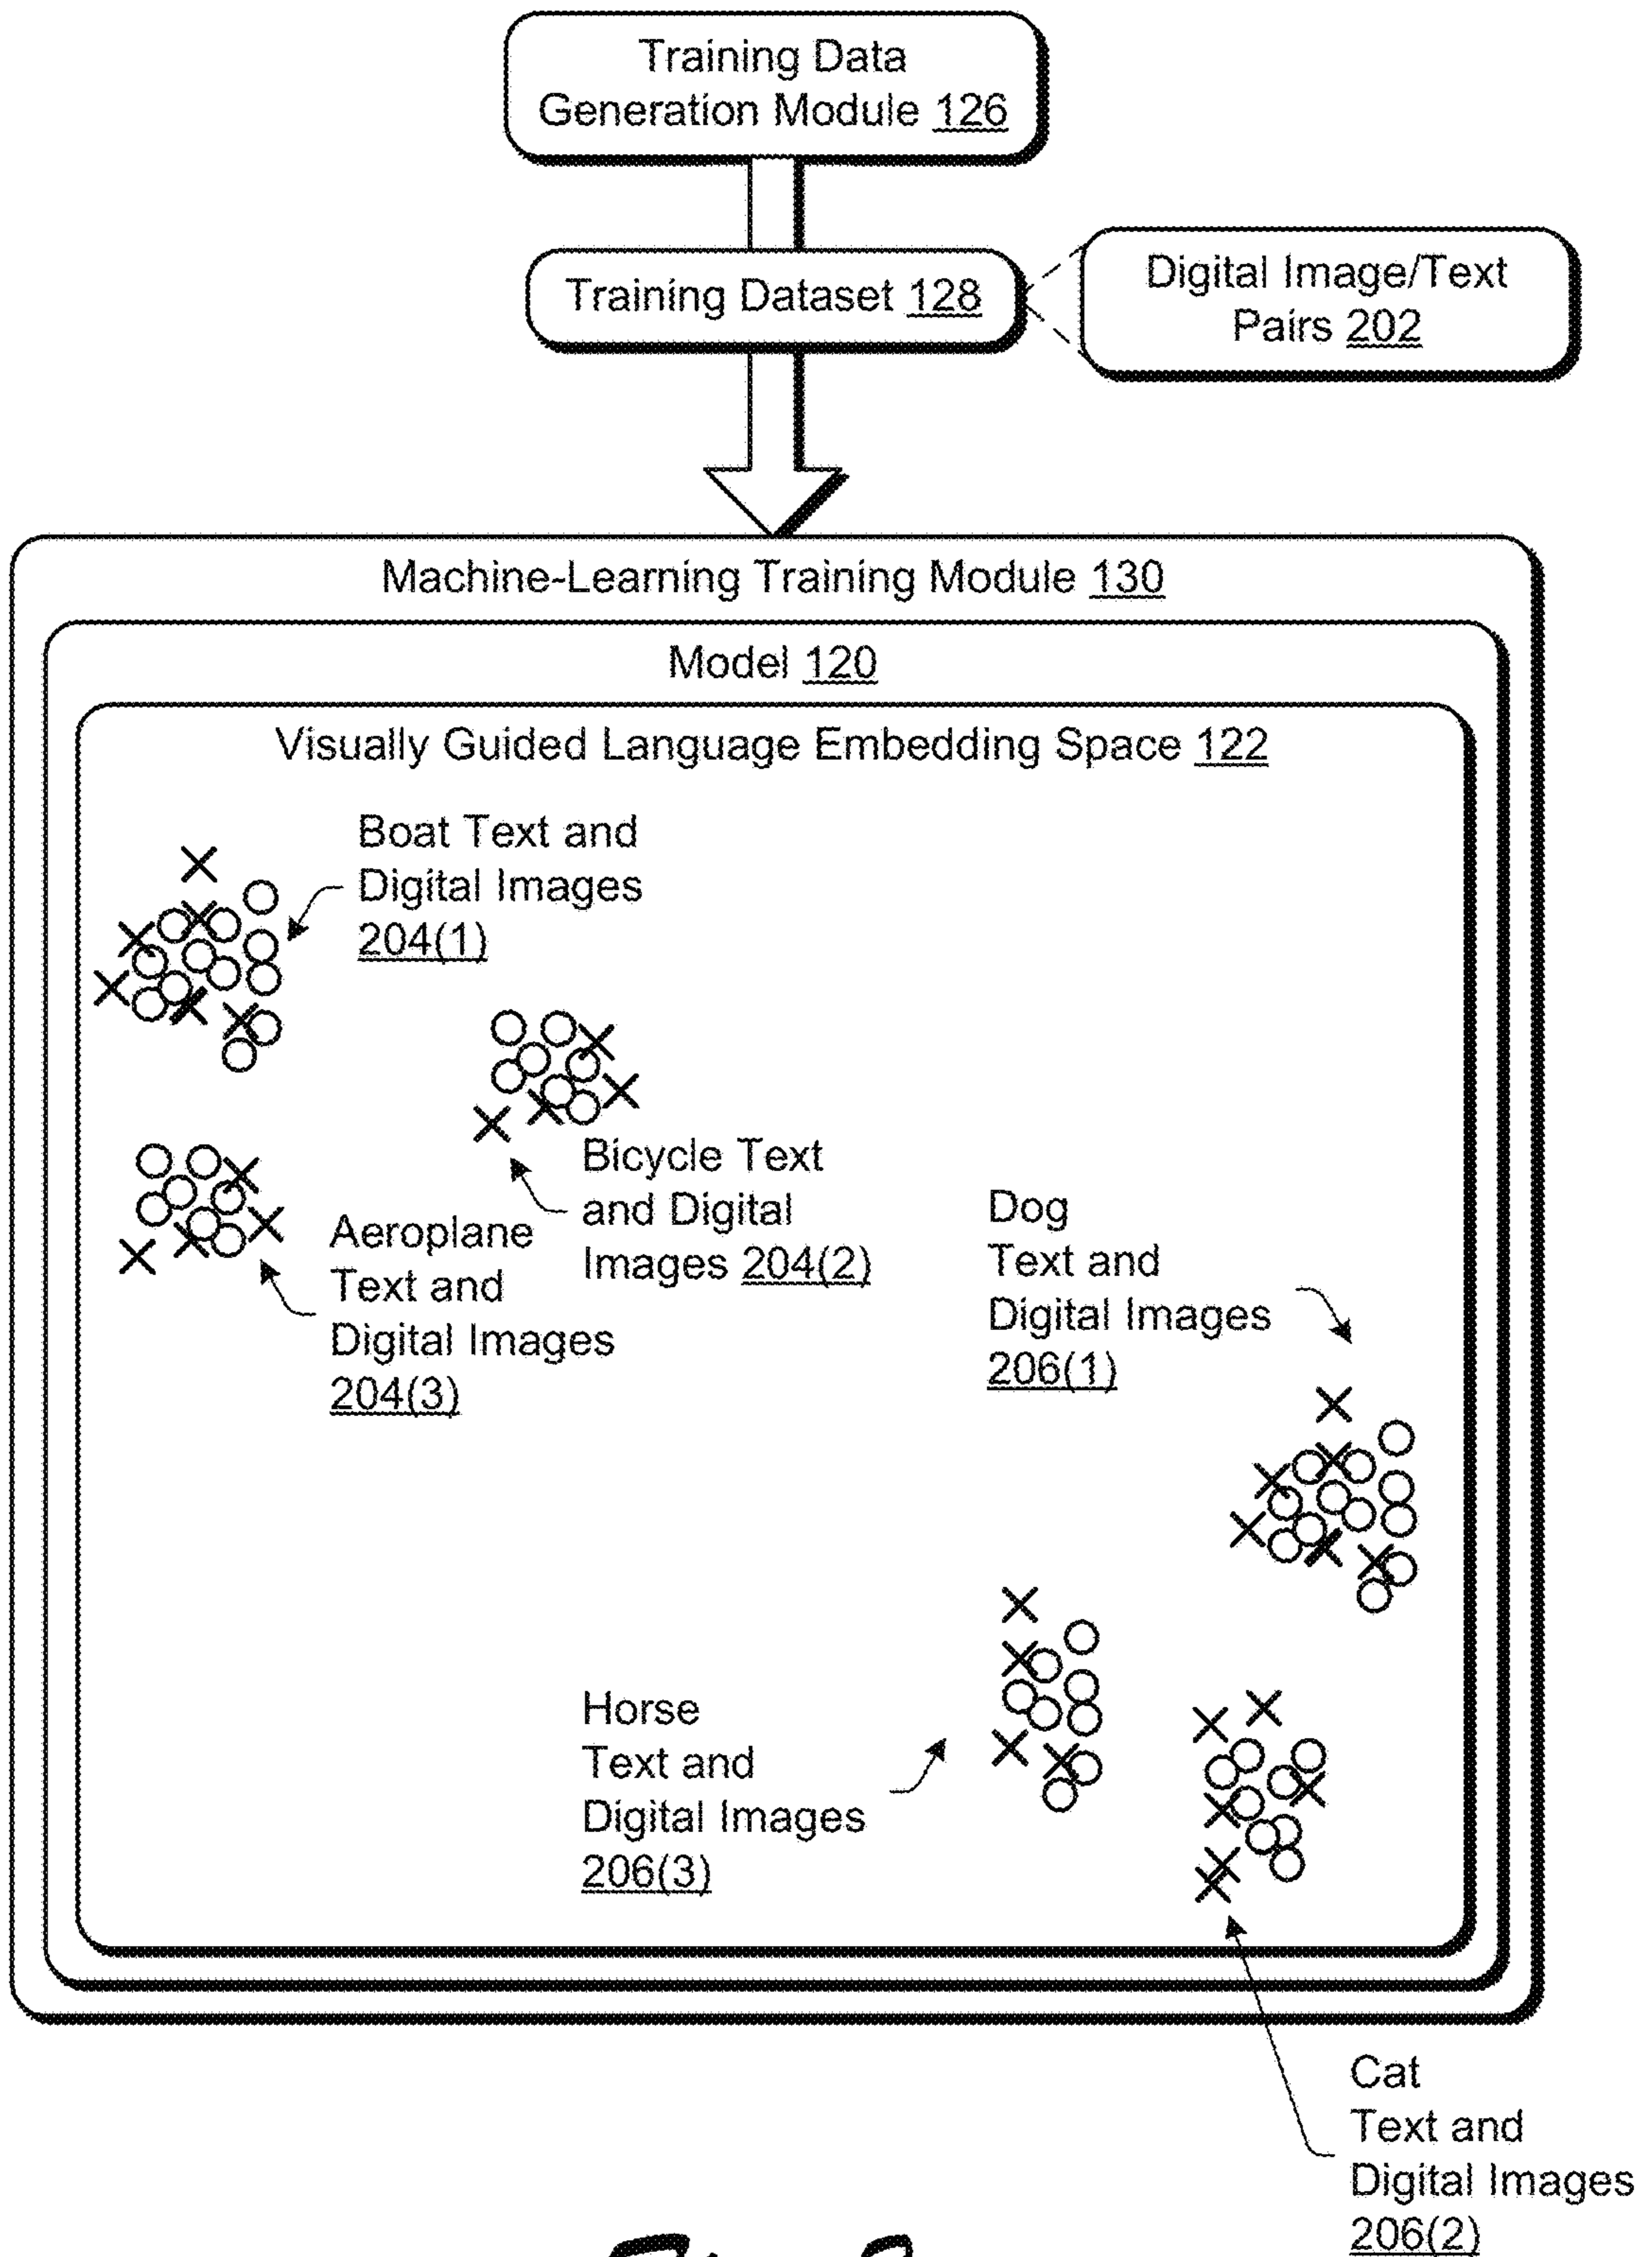 Training Data
Generation Module 126
Training Dataset 128
Digital Image/Text
Pairs 202
Machine-Learning Training Module 130
Model 120
Visually Guided Language Embedding Space 122
Boat Text and
Digital Images
204(1)
Bicycle Text
and Digital
Images 204(2)
Aeroplane
Text and
Digital Images
204(3)
Dog
Text and
Digital Images
206(1)
Horse
Text and
Digital Images
206(3)
Cat
Text and
Digital Images
206(2)